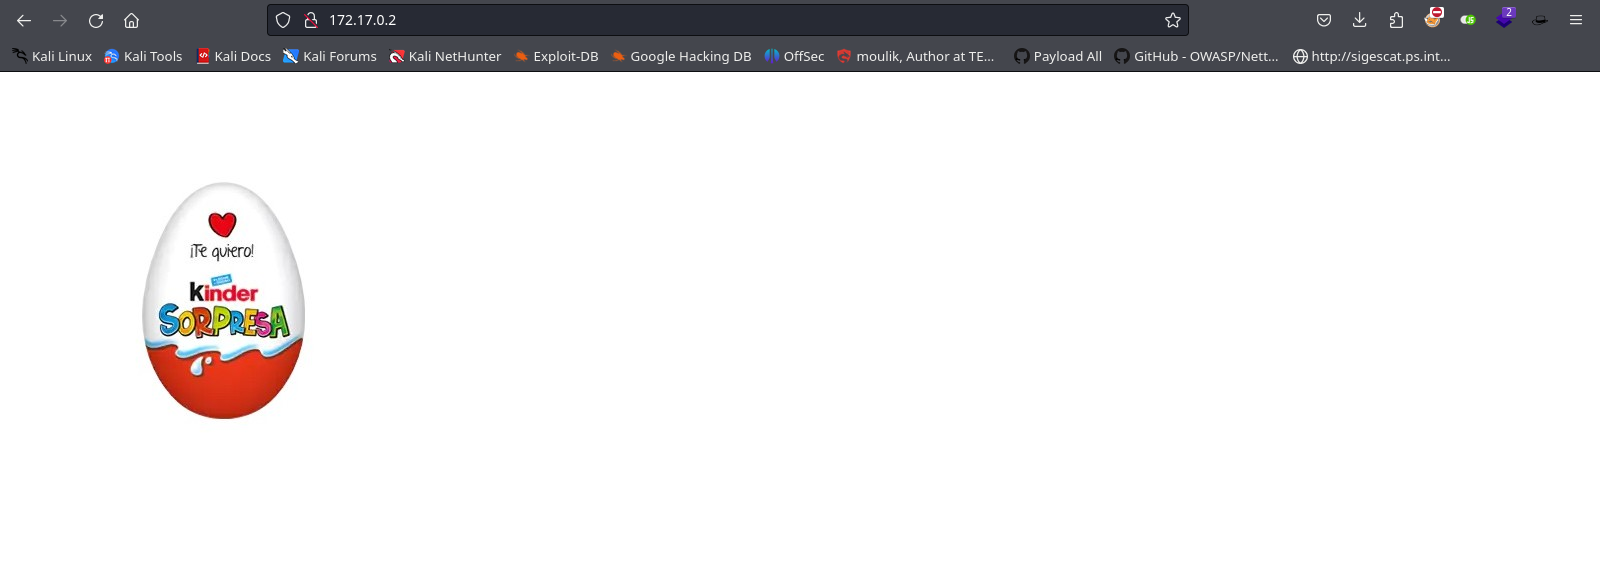 172.17.0.2
2
Kali Linux Kali Tools Kali Docs Kali Forums Kali NetHunter Exploit-DB Google Hacking DB OffSec moulik, Author at TE... Payload All GitHub - OWASP/Nett... http://sigescat.ps.int...
¡Te quiero!
Kinder
SORPRESA